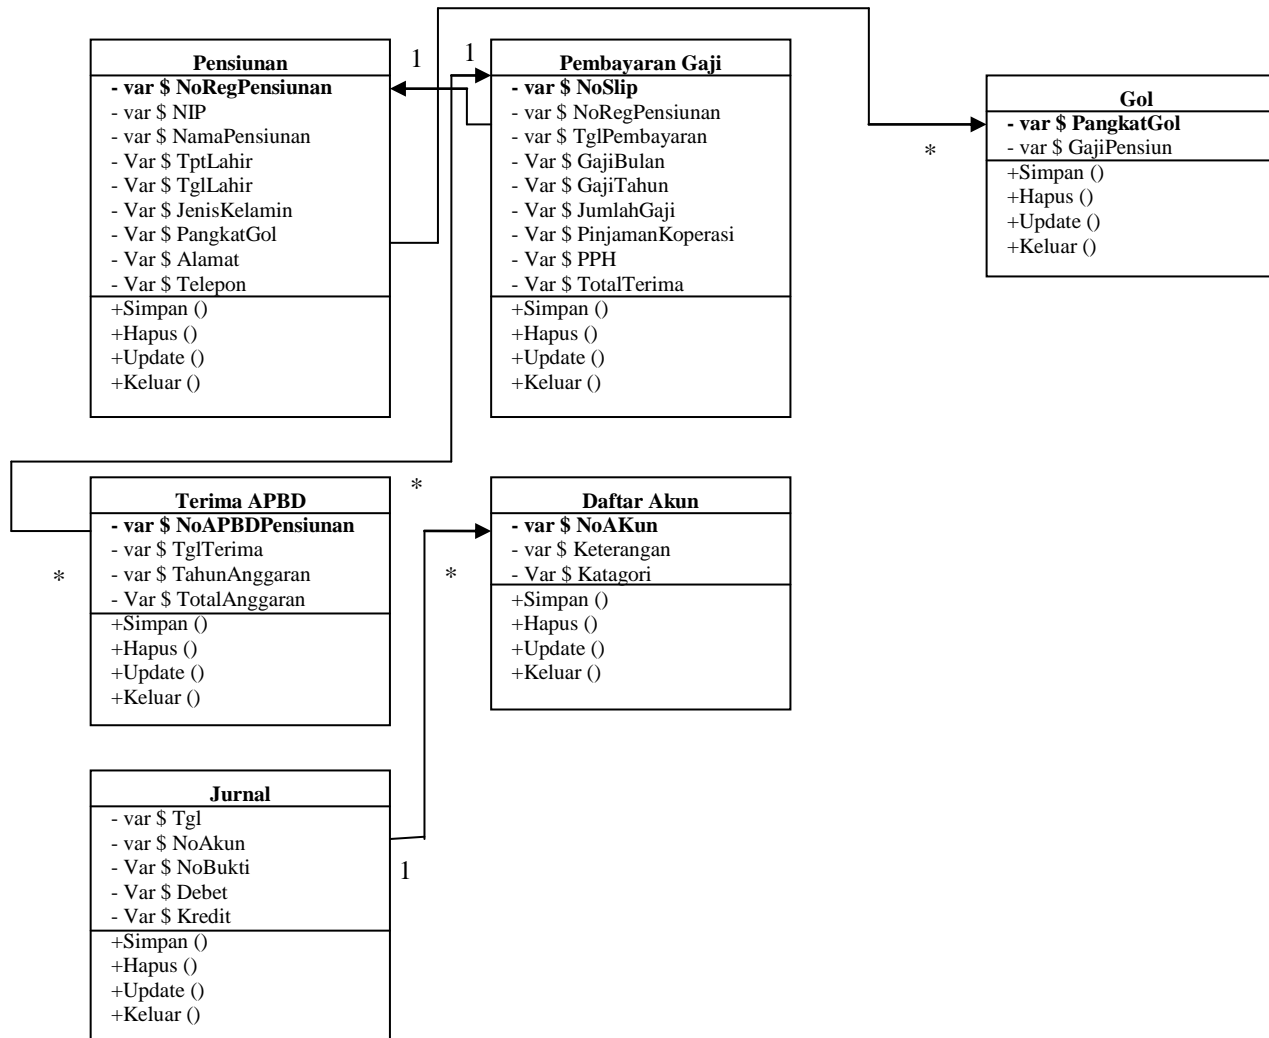 Pensiunan
- var $ NoRegPensiunan
- var $ NIP
- var $ NamaPensiunan
- Var $ TptLahir
- Var $ TglLahir
- Var $ JenisKelamin
- Var $ PangkatGol
- Var $ Alamat
- Var $ Telepon
+Simpan ()
+Hapus ()
+Update ()
+Keluar ()
1
1
Pembayaran Gaji
- var $ NoSlip
- var $ NoRegPensiunan
- var $ TglPembayaran
- Var $ GajiBulan
- Var $ GajiTahun
- Var $ JumlahGaji
- Var $ PinjamanKoperasi
- Var $ PPH
- Var $ TotalTerima
+Simpan ()
+Hapus ()
+Update ()
+Keluar ()
*
Gol
- var $ PangkatGol
- var $ GajiPensiun
+Simpan ()
+Hapus ()
+Update ()
+Keluar ()
*
Terima APBD
- var $ NoAPBDPensiunan
- var $ TglTerima
- var $ TahunAnggaran
- Var $ TotalAnggaran
+Simpan ()
+Hapus ()
+Update ()
+Keluar ()
*
*
Daftar Akun
- var $ NoAKun
- var $ Keterangan
- Var $ Katagori
+Simpan ()
+Hapus ()
+Update ()
+Keluar ()
Jurnal
- var $ Tgl
- var $ NoAkun
- Var $ NoBukti
- Var $ Debet
- Var $ Kredit
+Simpan ()
+Hapus ()
+Update ()
+Keluar ()
1